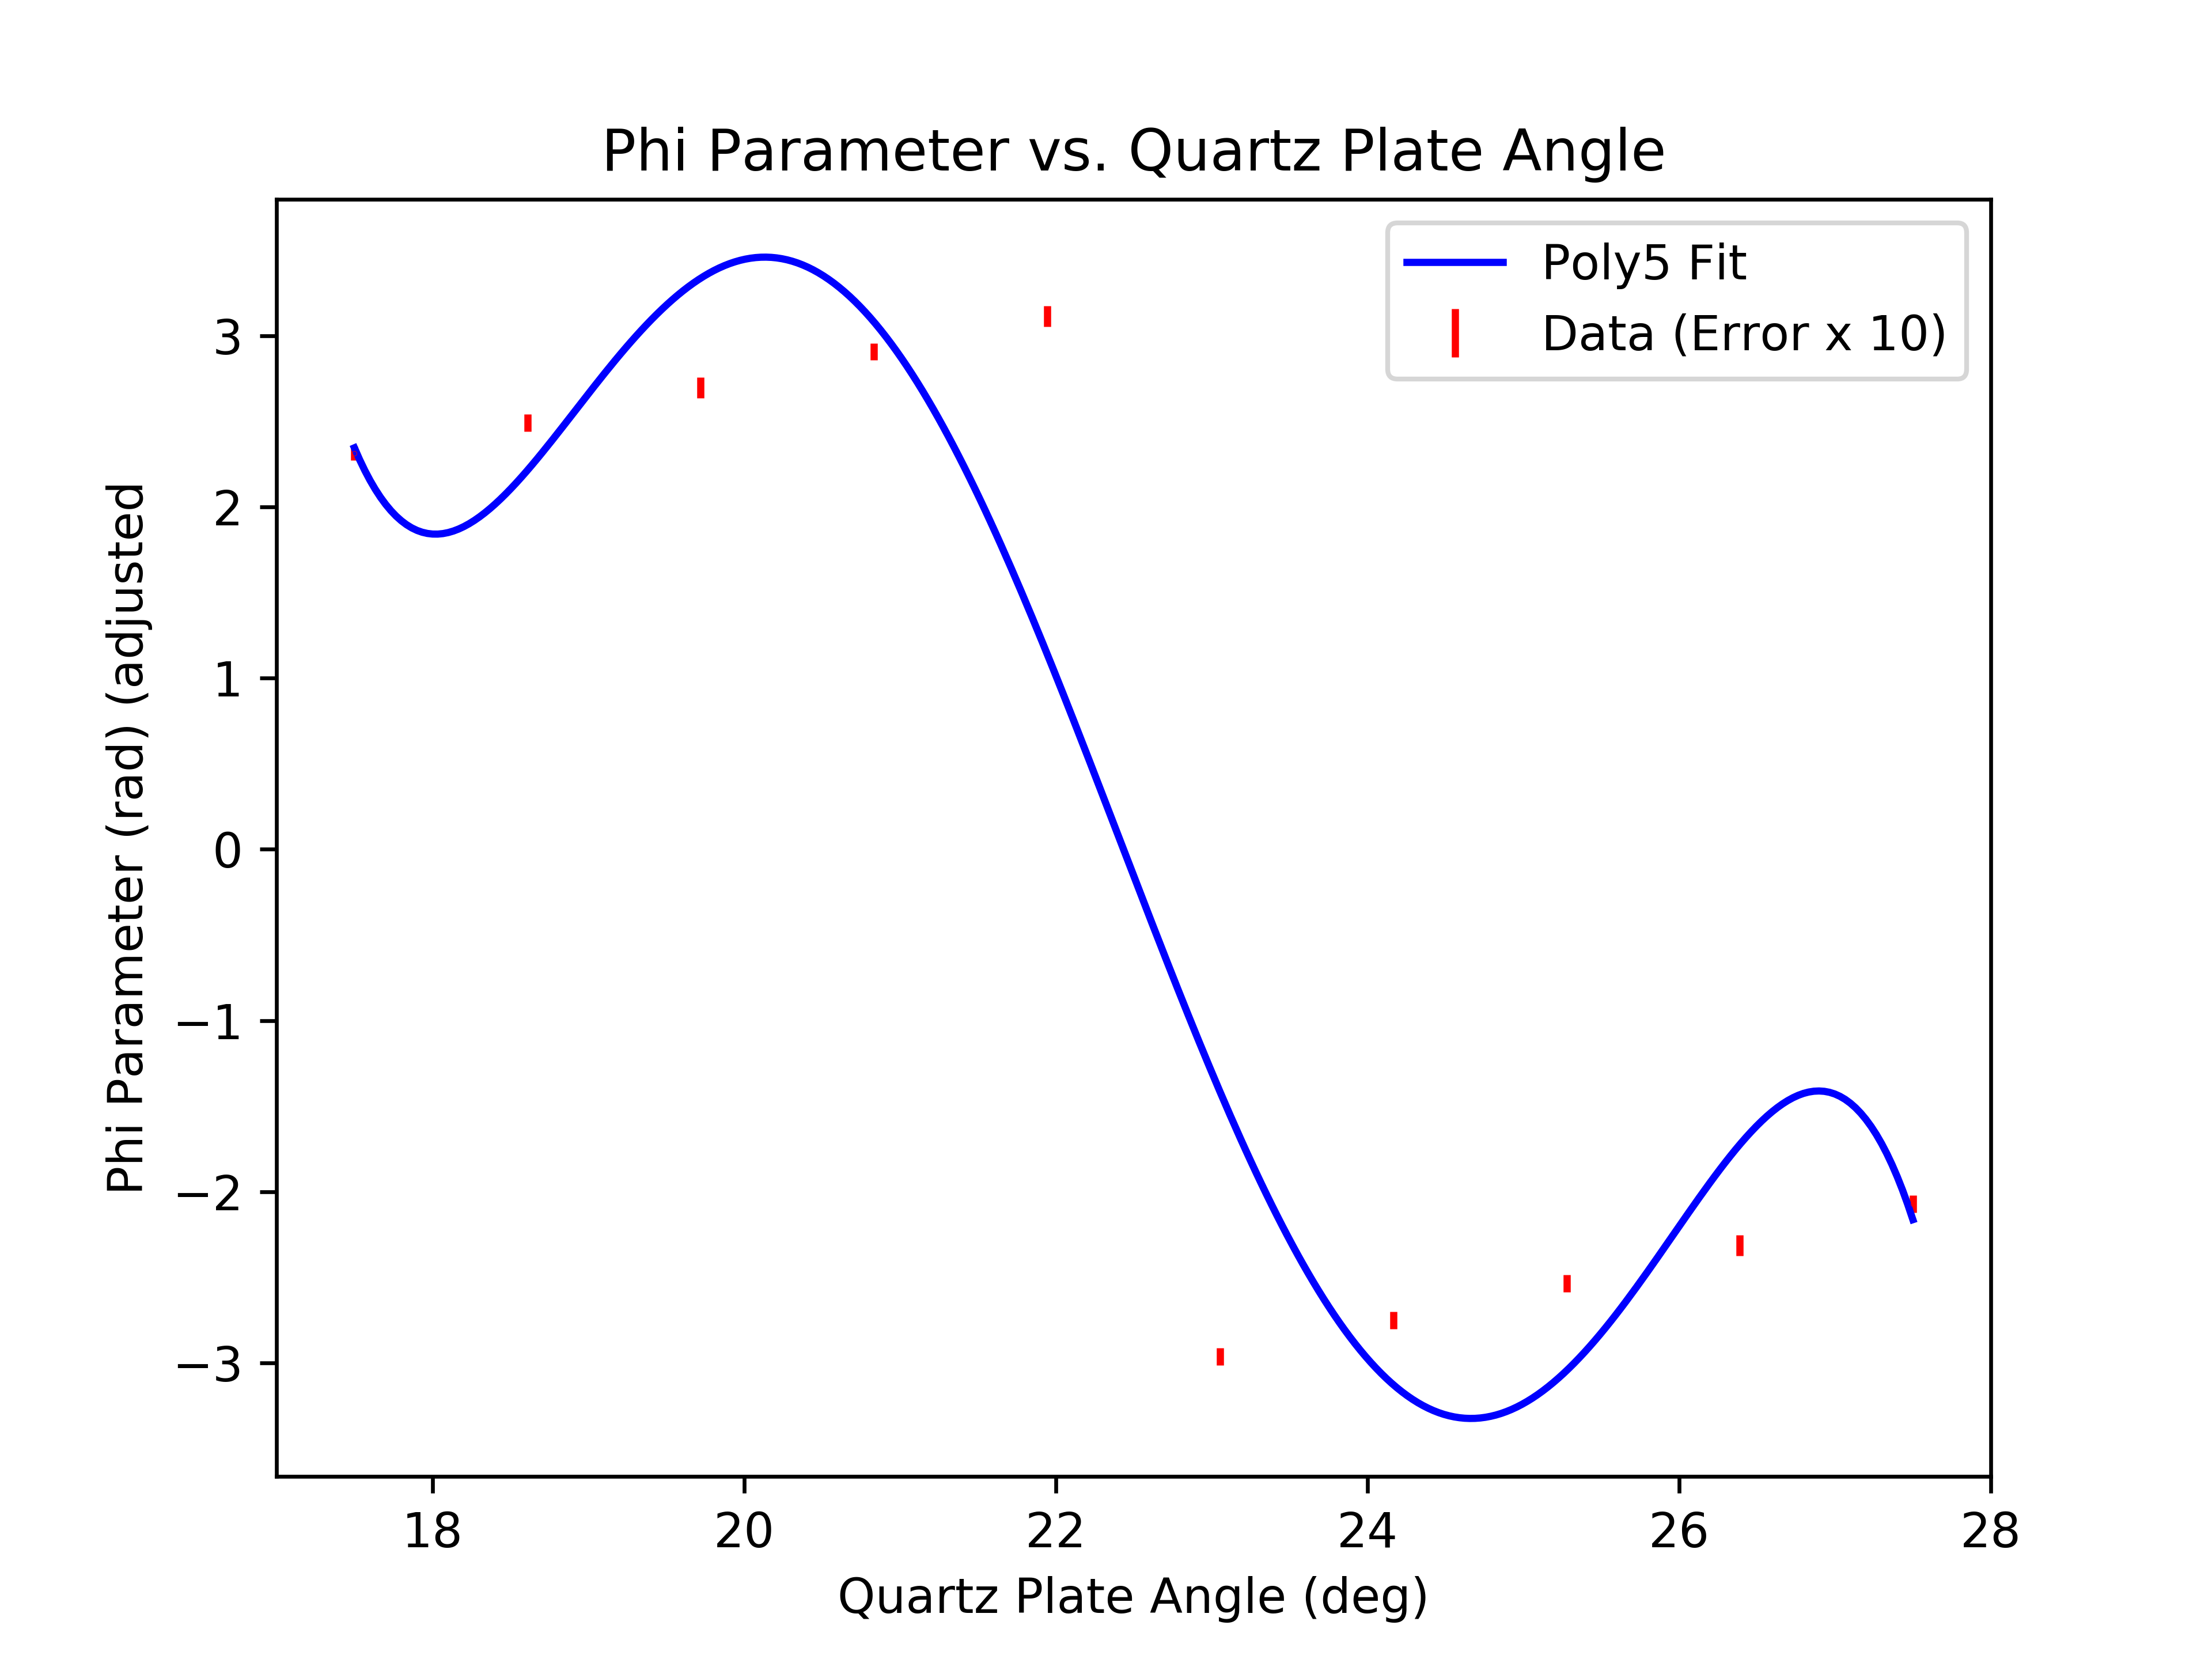 Phi Parameter vs. Quartz Plate Angle
Poly5 Fit
Data (Error x 10)
Phi Parameter (rad) (adjusted
3
2
1
0
−1
−2
−3
18 20 22 24 26 28
Quartz Plate Angle (deg)